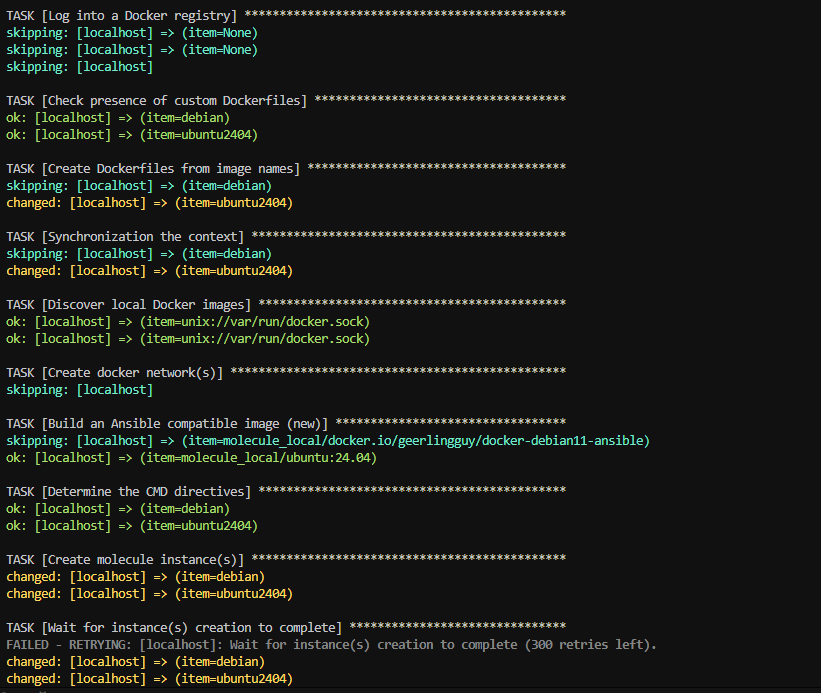 TASK [Log into a Docker registry] **********************************************
skipping: [localhost] => (item=None)
skipping: [localhost] => (item=None)
skipping: [localhost]
TASK [Check presence of custom Dockerfiles] ************************************
ok: [localhost] => (item=debian)
ok: [localhost] => (item=ubuntu2404)
TASK [Create Dockerfiles from image names] *************************************
skipping: [localhost] => (item=debian)
changed: [localhost] => (item=ubuntu2404)
TASK [Synchronization the context] *********************************************
skipping: [localhost] => (item=debian)
changed: [localhost] => (item=ubuntu2404)
TASK [Discover local Docker images] ********************************************
ok: [localhost] => (item=unix://var/run/docker.sock)
ok: [localhost] => (item=unix://var/run/docker.sock)
TASK [Create docker network(s)] ************************************************
skipping: [localhost]
TASK [Build an Ansible compatible image (new)] *********************************
skipping: [localhost] => (item=molecule_local/docker.io/geerlingguy/docker-debian11-ansible)
ok: [localhost] => (item=molecule_local/ubuntu:24.04)
TASK [Determine the CMD directives] ********************************************
ok: [localhost] => (item=debian)
ok: [localhost] => (item=ubuntu2404)
TASK [Create molecule instance(s)] *********************************************
changed: [localhost] => (item=debian)
changed: [localhost] => (item=ubuntu2404)
TASK [Wait for instance(s) creation to complete] *******************************
FAILED - RETRYING: [localhost]: Wait for instance(s) creation to complete (300 retries left).
changed: [localhost] => (item=debian)
changed: [localhost] => (item=ubuntu2404)